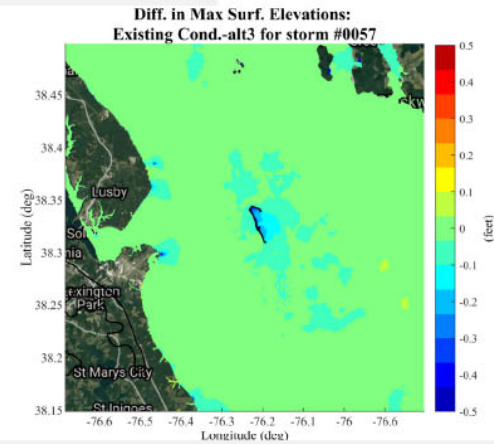 Diff. in Max Surf. Elevations:
Existing Cond.-alt3 for storm #0057
38.45
38.4
38.35
38.3
38.25
38.2
38.15
Latitude (deg)
Lusby
Sol
nia
exington
Park
St Marys City
St Inigoes
skw
-76.6
-76.5
-76.4
-76.3
-76.2
-76.1
-76
-76.6
Longitude (deg)
0.5
0.4
0.3
0.2
0.1
0
-0.1
-0.2
-0.3
-0.4
-0.5
(feet)